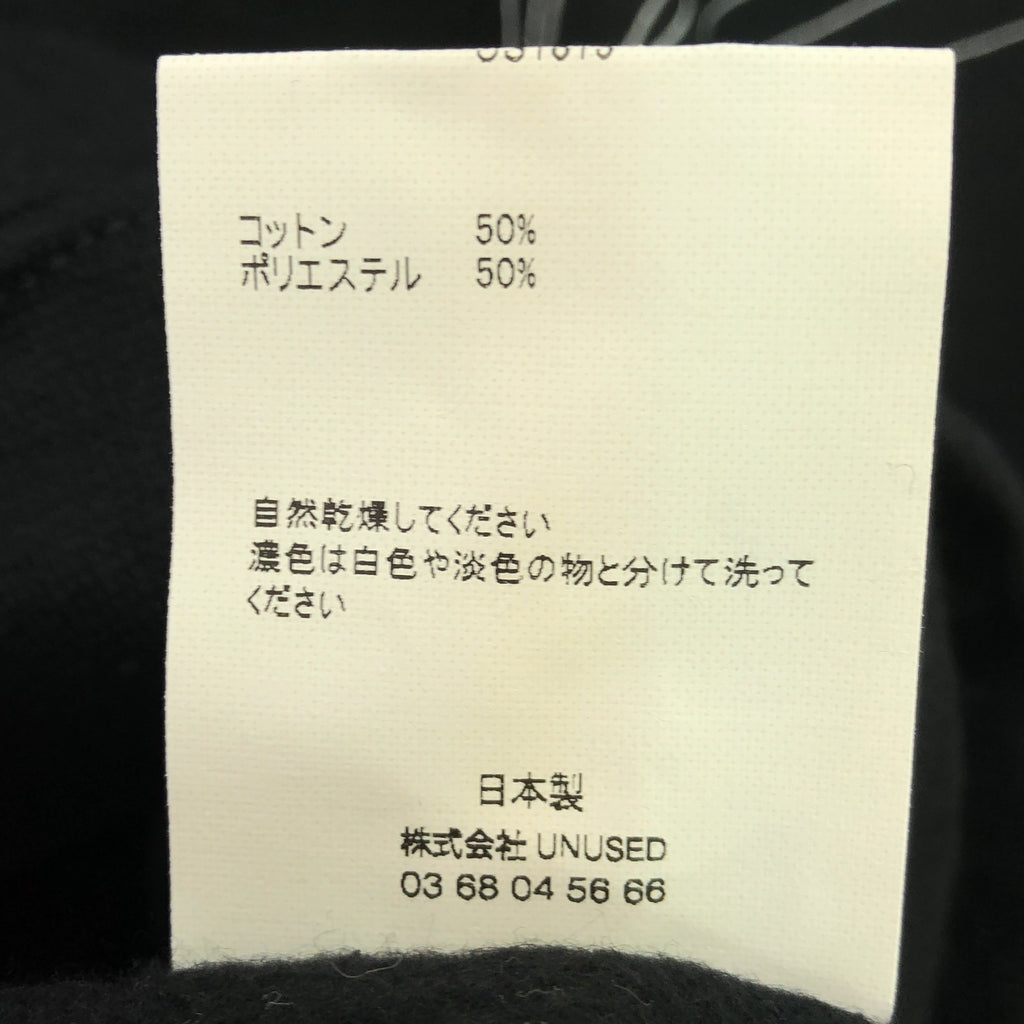 コットン 50%
ポリエステル 50%
自然乾燥してください
濃色は白色や淡色の物と分けて洗って
ください
日本製
株式会社 UNUSED
03 68 04 56 66